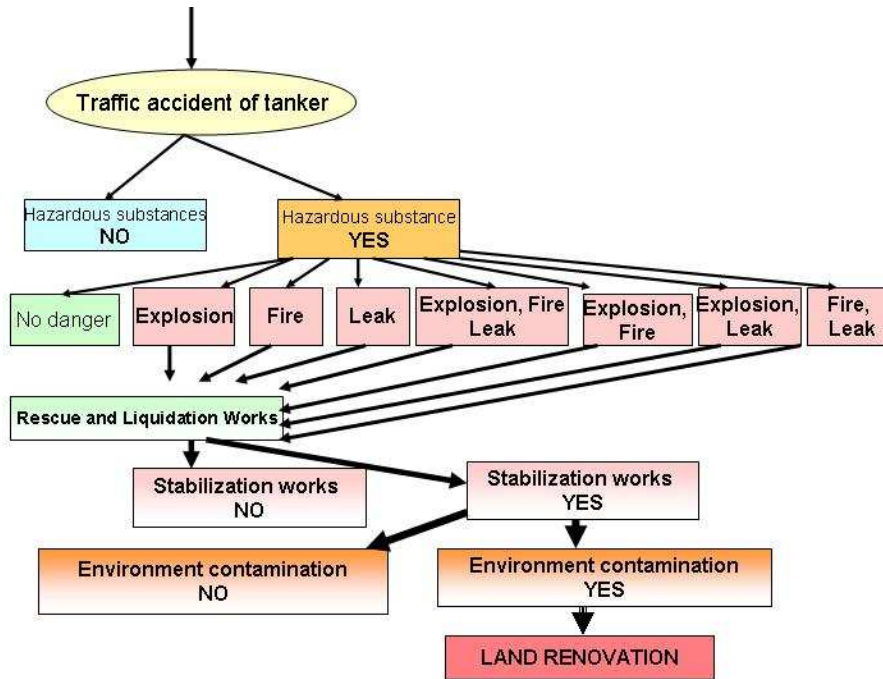 Traffic accident of tanker
Hazardous substances
NO
Hazardous substance
YES
No danger
Explosion
Fire
Leak
Explosion, Fire
Leak
Explosion,
Fire
Explosion,
Leak
Fire,
Leak
Rescue and Liquidation Works
Stabilization works
NO
Stabilization works
YES
Environment contamination
NO
Environment contamination
YES
LAND RENOVATION